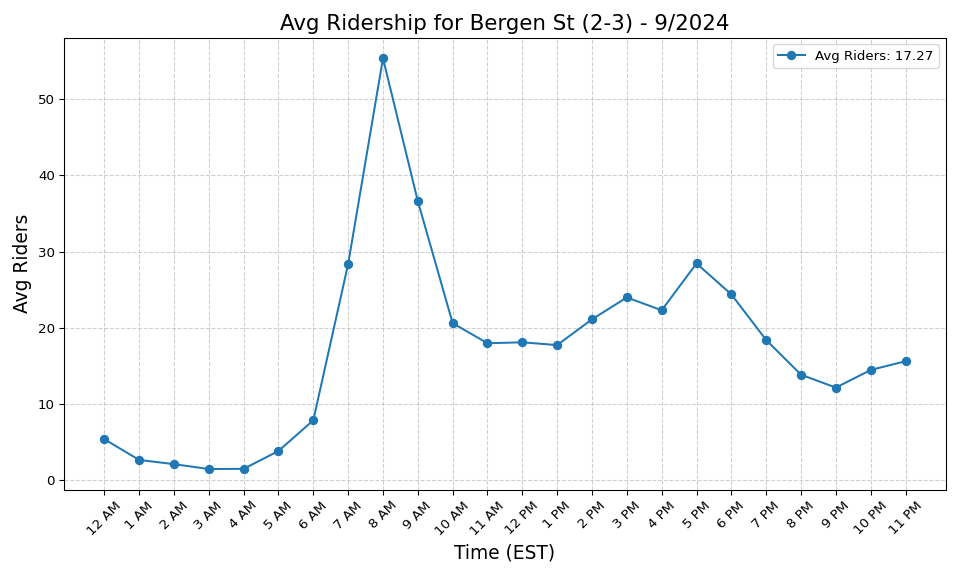 Avg Ridership for Bergen St (2-3) - 9/2024
Avg Riders: 17.27
Avg Riders
50
40
30
20
10
0
12 AM
1 AM
2 AM
3 AM
4 AM
5 AM
6 AM
7 AM
8 AM
9 AM
10 AM
11 AM
12 PM
1 PM
2 PM
3 PM
4 PM
5 PM
6 PM
7 PM
8 PM
9 PM
10 PM
11 PM
Time (EST)